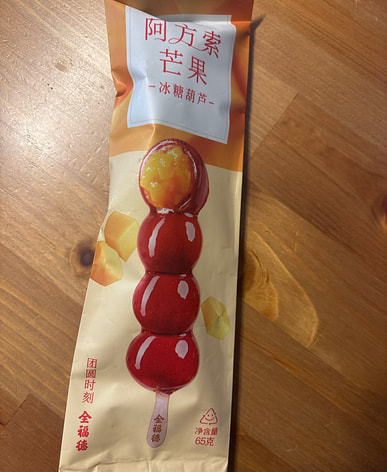 阿方索
芒果
冰糖葫芦
团圆时刻
全福德
全福德
净含量
65克